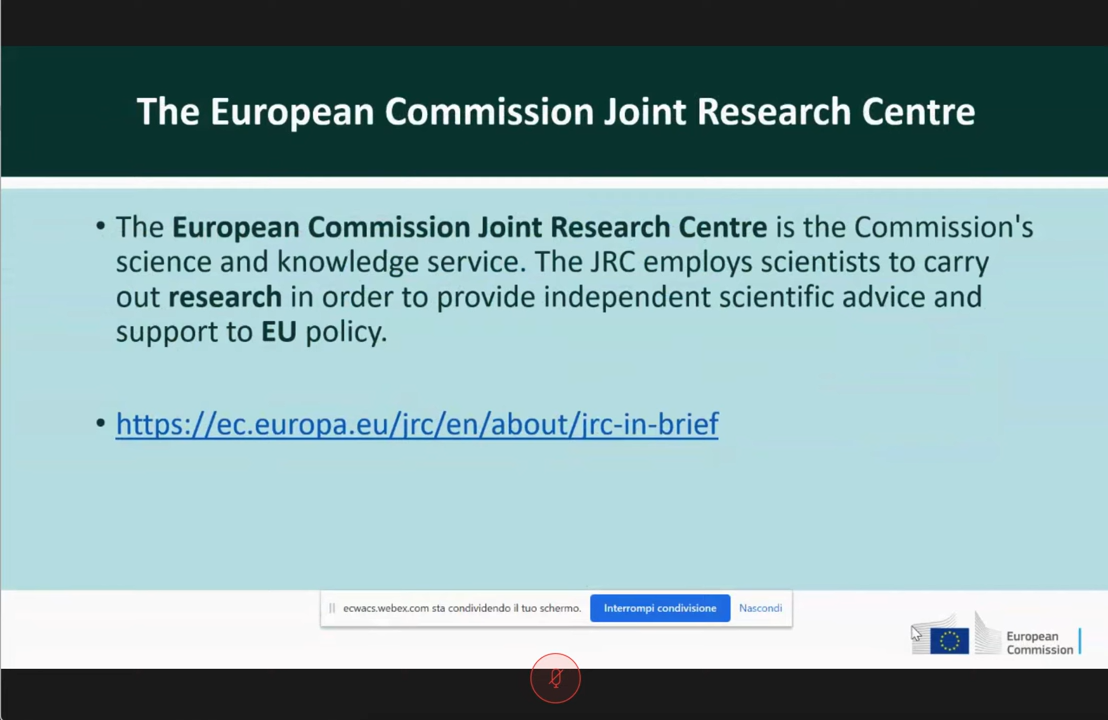 The European Commission Joint Research Centre
• The European Commission Joint Research Centre is the Commission's
science and knowledge service. The JRC employs scientists to carry
out research in order to provide independent scientific advice and
support to EU policy.
• https://ec.europa.eu/jrc/en/about/jrc-in-brief
ecwacs.webex.com sta condividendo il tuo schermo. Interrompi condivisione Nascondi
European
Commission